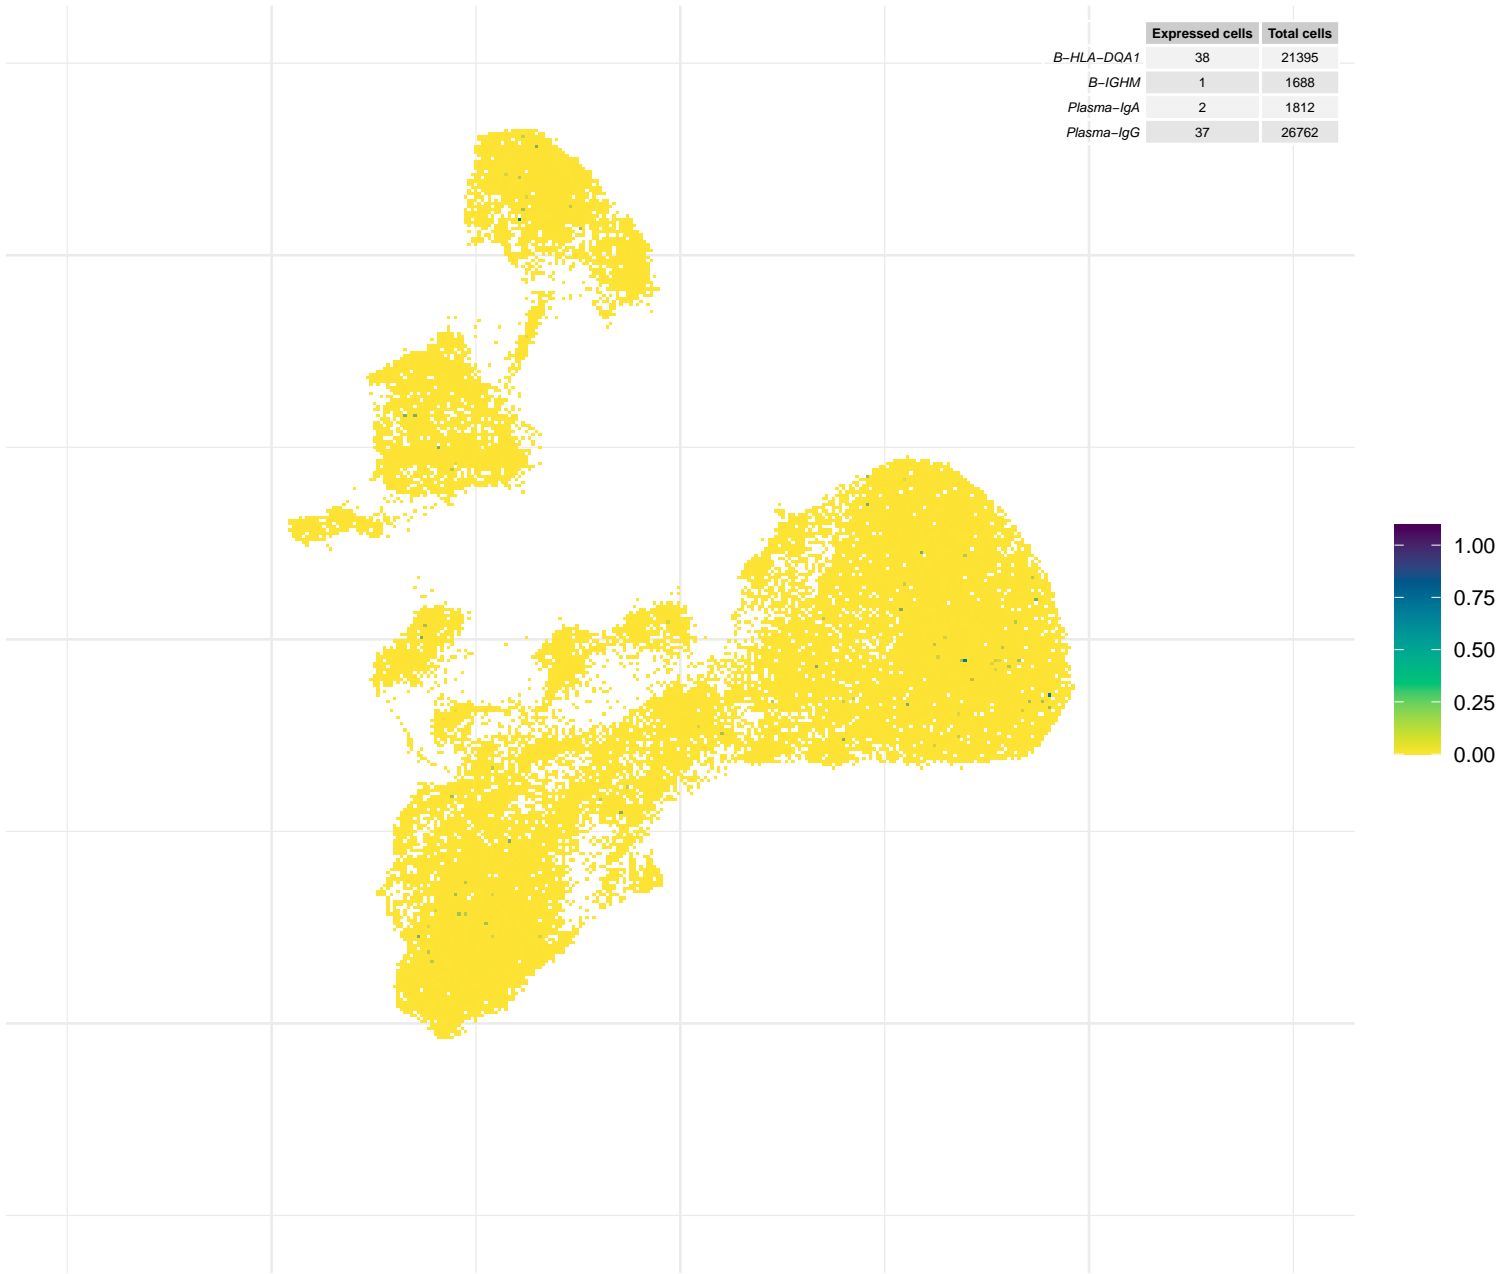 Expressed cells Total cells
B−HLA−DQA1 38 21395
B−IGHM 1 1688
Plasma−IgA 2 1812
Plasma−IgG 37 26762
1.00
0.75
0.50
0.25
0.00